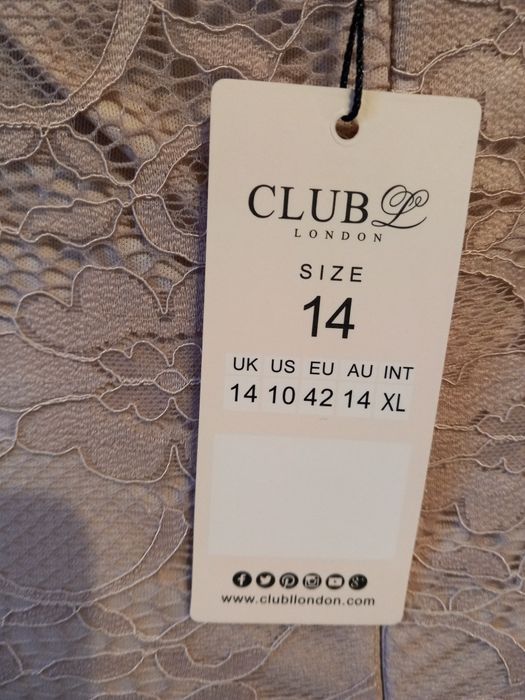 CLUB L
LONDON
SIZE
14
UK US EU AU INT
14 10 42 14 XL
www.clubllondon.com